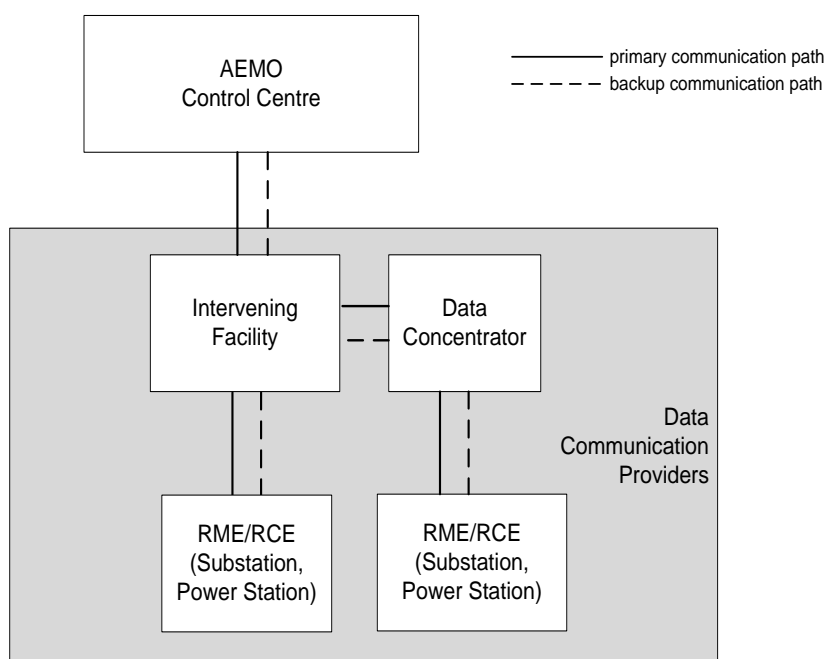 AEMO
Control Centre
primary communication path
backup communication path
Intervening
Facility
Data
Concentrator
Data
Communication
Providers
RME/RCE
(Substation,
Power Station)
RME/RCE
(Substation,
Power Station)